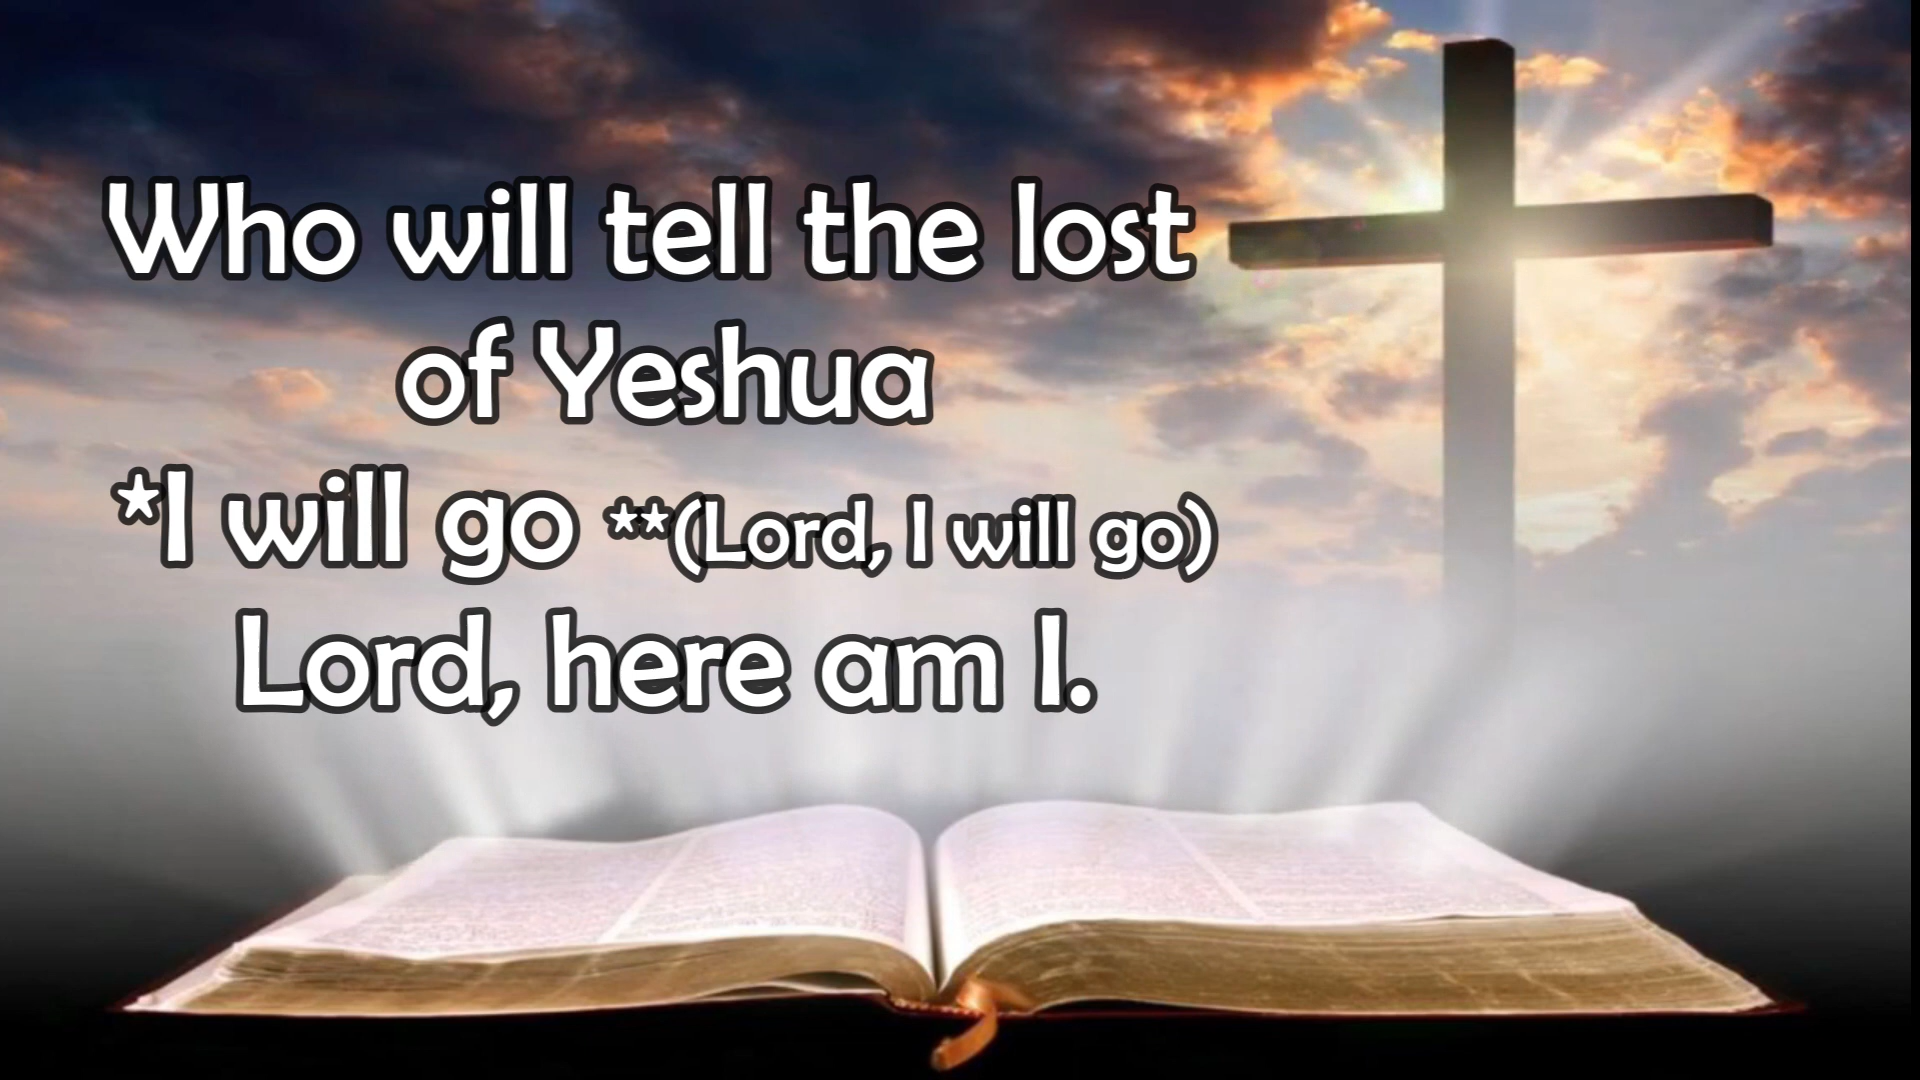 Who will tell the lost
of Yeshua
*I will go **(Lord, I will go)
Lord, here am I.